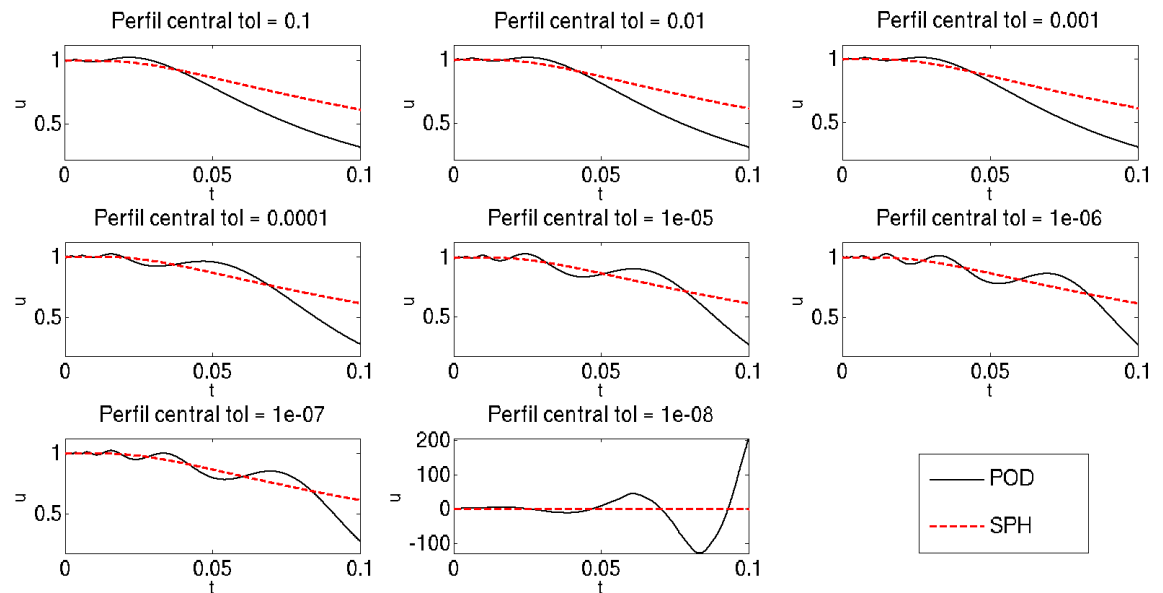 Perfil central tol = 0.1
Perfil central tol = 0.01
Perfil central tol = 0.001
1
0.5
u
0
0.05
0.1
t
1
0.5
u
0
0.05
0.1
t
1
0.5
u
0
0.05
0.1
t
Perfil central tol = 0.0001
Perfil central tol = 1e-05
Perfil central tol = 1e-06
1
0.5
u
0
0.05
0.1
t
1
0.5
u
0
0.05
0.1
t
1
0.5
u
0
0.05
0.1
t
Perfil central tol = 1e-07
Perfil central tol = 1e-08
1
0.5
u
0
0.05
0.1
t
200
100
0
-100
u
0
0.05
0.1
t
POD
SPH